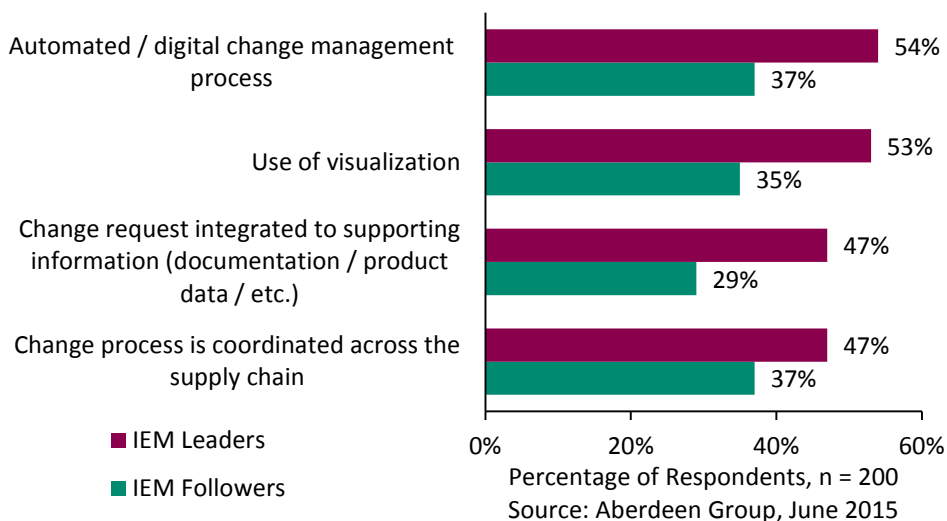 Automated / digital change management
process
54%
37%
Use of visualization
53%
35%
Change request integrated to supporting
information (documentation / product
data / etc.)
47%
29%
Change process is coordinated across the
supply chain
47%
37%
IEM Leaders
IEM Followers
0%
20%
40%
60%
Percentage of Respondents, n = 200
Source: Aberdeen Group, June 2015